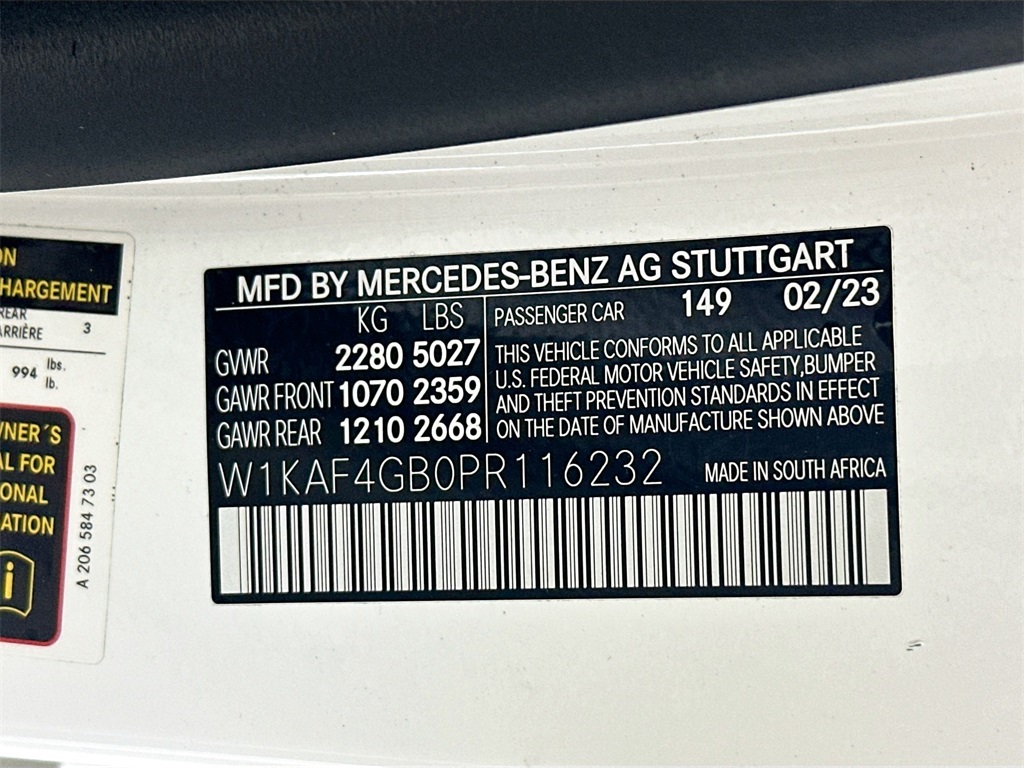 ON
HARGEMENT
REAR
ARRIÈRE 3
994 lbs.
lb.
WNER´S
AL FOR
IONAL
ATION
i
A 206 584 73 03
MFD BY MERCEDES-BENZ AG STUTTGART
KG LBS
GVWR 2280 5027
GAWR FRONT 1070 2359
GAWR REAR 1210 2668
PASSENGER CAR 149 02/23
THIS VEHICLE CONFORMS TO ALL APPLICABLE
U.S. FEDERAL MOTOR VEHICLE SAFETY,BUMPER
AND THEFT PREVENTION STANDARDS IN EFFECT
ON THE DATE OF MANUFACTURE SHOWN ABOVE
W1KAF4GB0PR116232 MADE IN SOUTH AFRICA